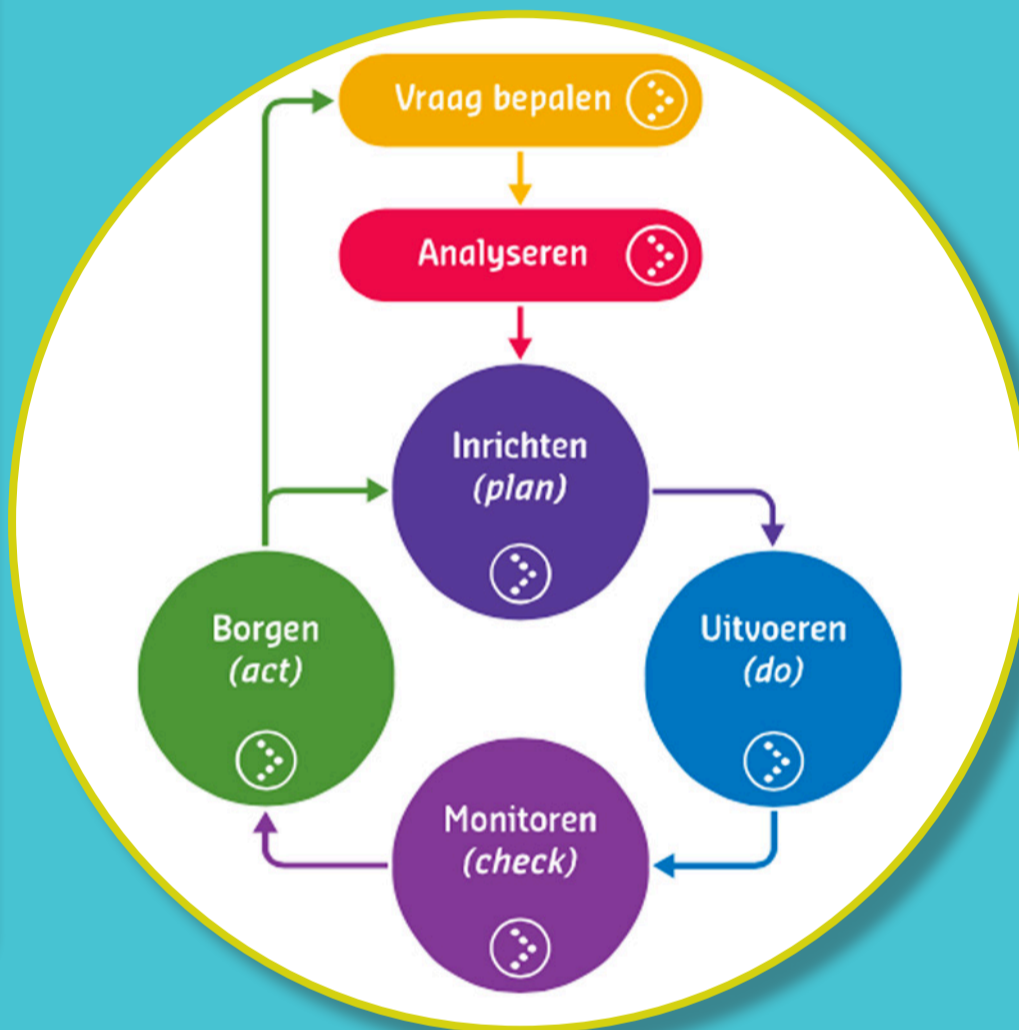 Vraag bepalen
Analyseren
Inrichten
(plan)
Uitvoeren
(do)
Monitoren
(check)
Borgen
(act)